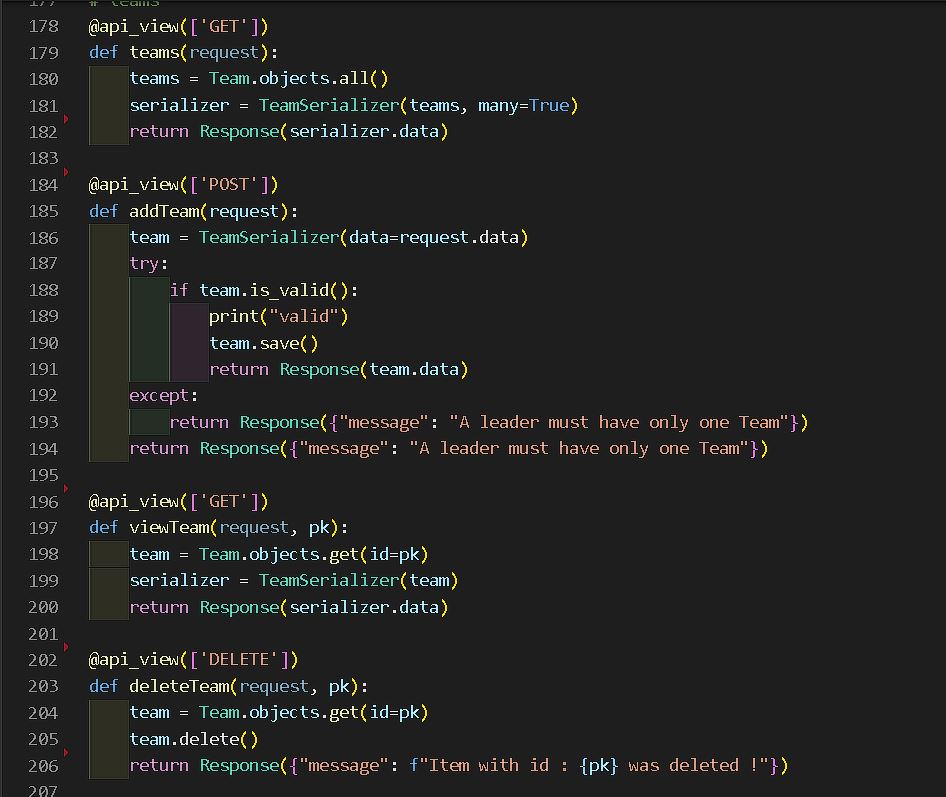 177 # teams
178 @api_view(['GET'])
179 def teams(request):
180 teams = Team.objects.all()
181 serializer = TeamSerializer(teams, many=True)
182 return Response(serializer.data)
183
184 @api_view(['POST'])
185 def addTeam(request):
186 team = TeamSerializer(data=request.data)
187 try:
188 if team.is_valid():
189 print("valid")
190 team.save()
191 return Response(team.data)
192 except:
193 return Response({"message": "A leader must have only one Team"})
194 return Response({"message": "A leader must have only one Team"})
195
196 @api_view(['GET'])
197 def viewTeam(request, pk):
198 team = Team.objects.get(id=pk)
199 serializer = TeamSerializer(team)
200 return Response(serializer.data)
201
202 @api_view(['DELETE'])
203 def deleteTeam(request, pk):
204 team = Team.objects.get(id=pk)
205 team.delete()
206 return Response({"message": f"Item with id : {pk} was deleted !"})
207